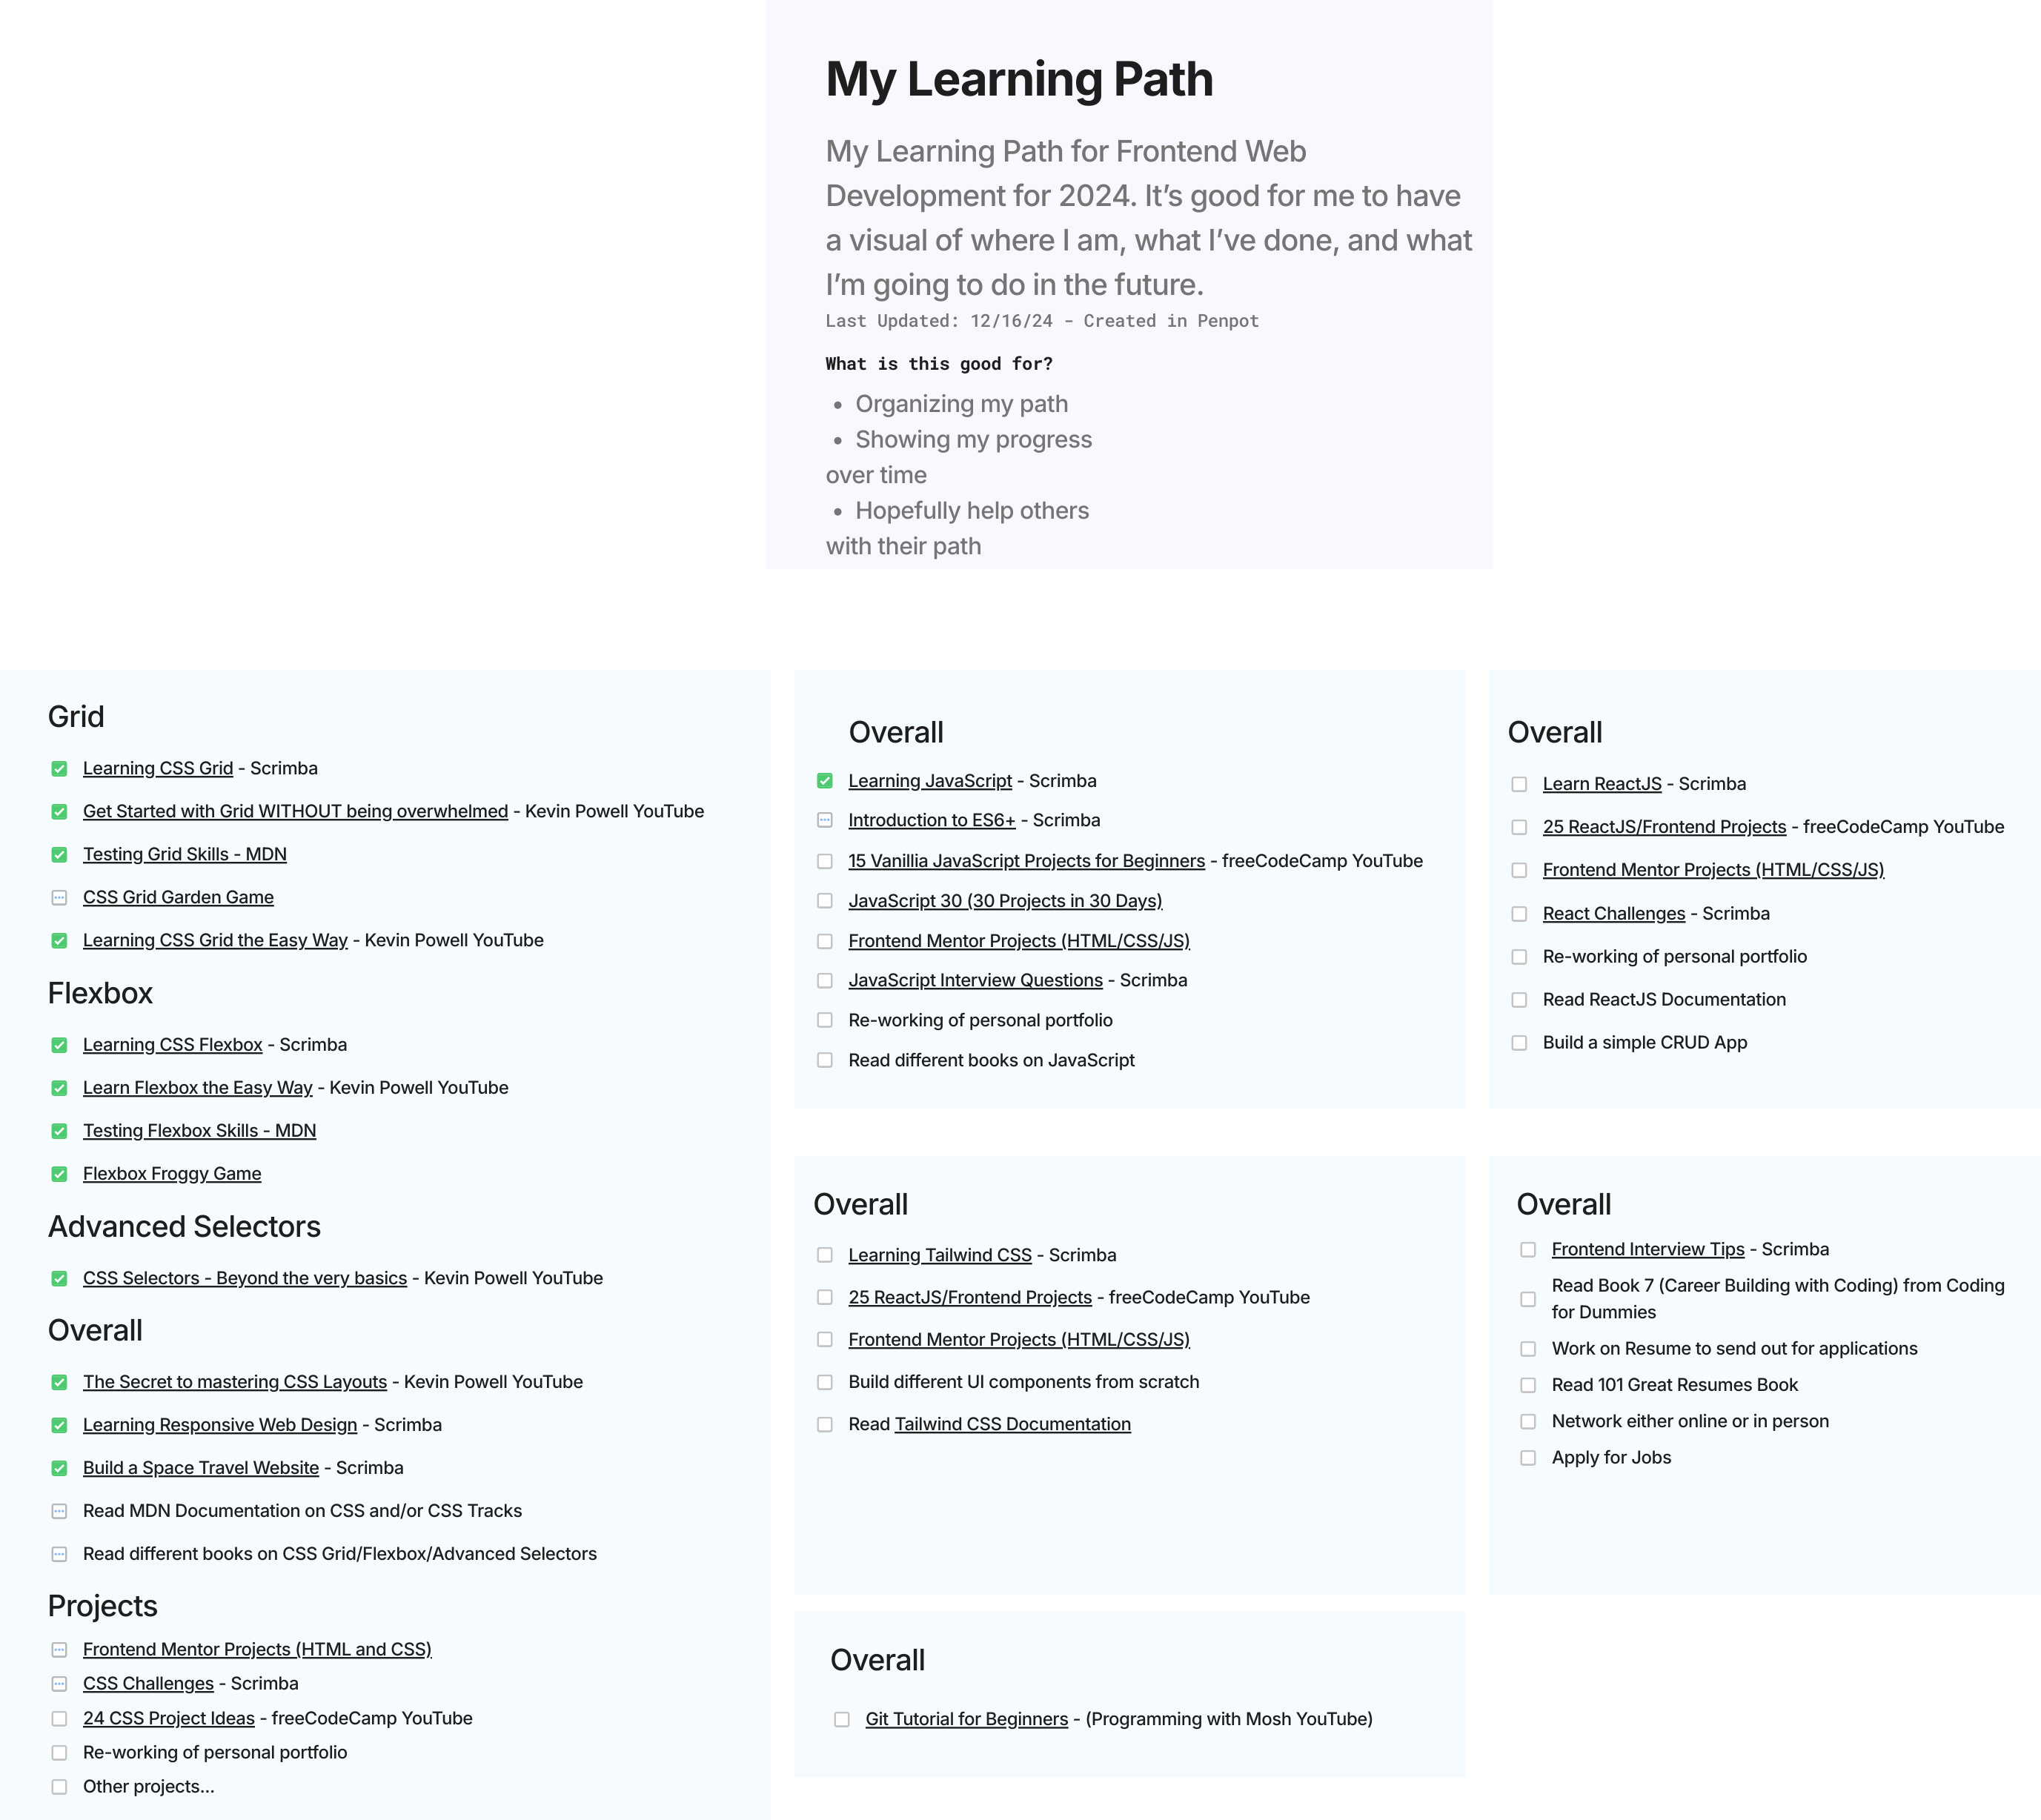 My Learning Path
My Learning Path for Frontend Web
Development for 2024. It’s good for me to have
a visual of where I am, what I’ve done, and what
I’m going to do in the future.
Last Updated: 12/16/24 - Created in Penpot
What is this good for?
• Organizing my path
• Showing my progress
over time
• Hopefully help others
with their path
Grid
Learning CSS Grid - Scrimba
Get Started with Grid WITHOUT being overwhelmed - Kevin Powell YouTube
Testing Grid Skills - MDN
CSS Grid Garden Game
Learning CSS Grid the Easy Way - Kevin Powell YouTube
Flexbox
Learning CSS Flexbox - Scrimba
Learn Flexbox the Easy Way - Kevin Powell YouTube
Testing Flexbox Skills - MDN
Flexbox Froggy Game
Advanced Selectors
CSS Selectors - Beyond the very basics - Kevin Powell YouTube
Overall
The Secret to mastering CSS Layouts - Kevin Powell YouTube
Learning Responsive Web Design - Scrimba
Build a Space Travel Website - Scrimba
Read MDN Documentation on CSS and/or CSS Tracks
Read different books on CSS Grid/Flexbox/Advanced Selectors
Projects
Frontend Mentor Projects (HTML and CSS)
CSS Challenges - Scrimba
24 CSS Project Ideas - freeCodeCamp YouTube
Re-working of personal portfolio
Other projects...
Overall
Learning JavaScript - Scrimba
Introduction to ES6+ - Scrimba
15 Vanillia JavaScript Projects for Beginners - freeCodeCamp YouTube
JavaScript 30 (30 Projects in 30 Days)
Frontend Mentor Projects (HTML/CSS/JS)
JavaScript Interview Questions - Scrimba
Re-working of personal portfolio
Read different books on JavaScript
Overall
Learn ReactJS - Scrimba
25 ReactJS/Frontend Projects - freeCodeCamp YouTube
Frontend Mentor Projects (HTML/CSS/JS)
React Challenges - Scrimba
Re-working of personal portfolio
Read ReactJS Documentation
Build a simple CRUD App
Overall
Learning Tailwind CSS - Scrimba
25 ReactJS/Frontend Projects - freeCodeCamp YouTube
Frontend Mentor Projects (HTML/CSS/JS)
Build different UI components from scratch
Read Tailwind CSS Documentation
Overall
Frontend Interview Tips - Scrimba
Read Book 7 (Career Building with Coding) from Coding
for Dummies
Work on Resume to send out for applications
Read 101 Great Resumes Book
Network either online or in person
Apply for Jobs
Overall
Git Tutorial for Beginners - (Programming with Mosh YouTube)